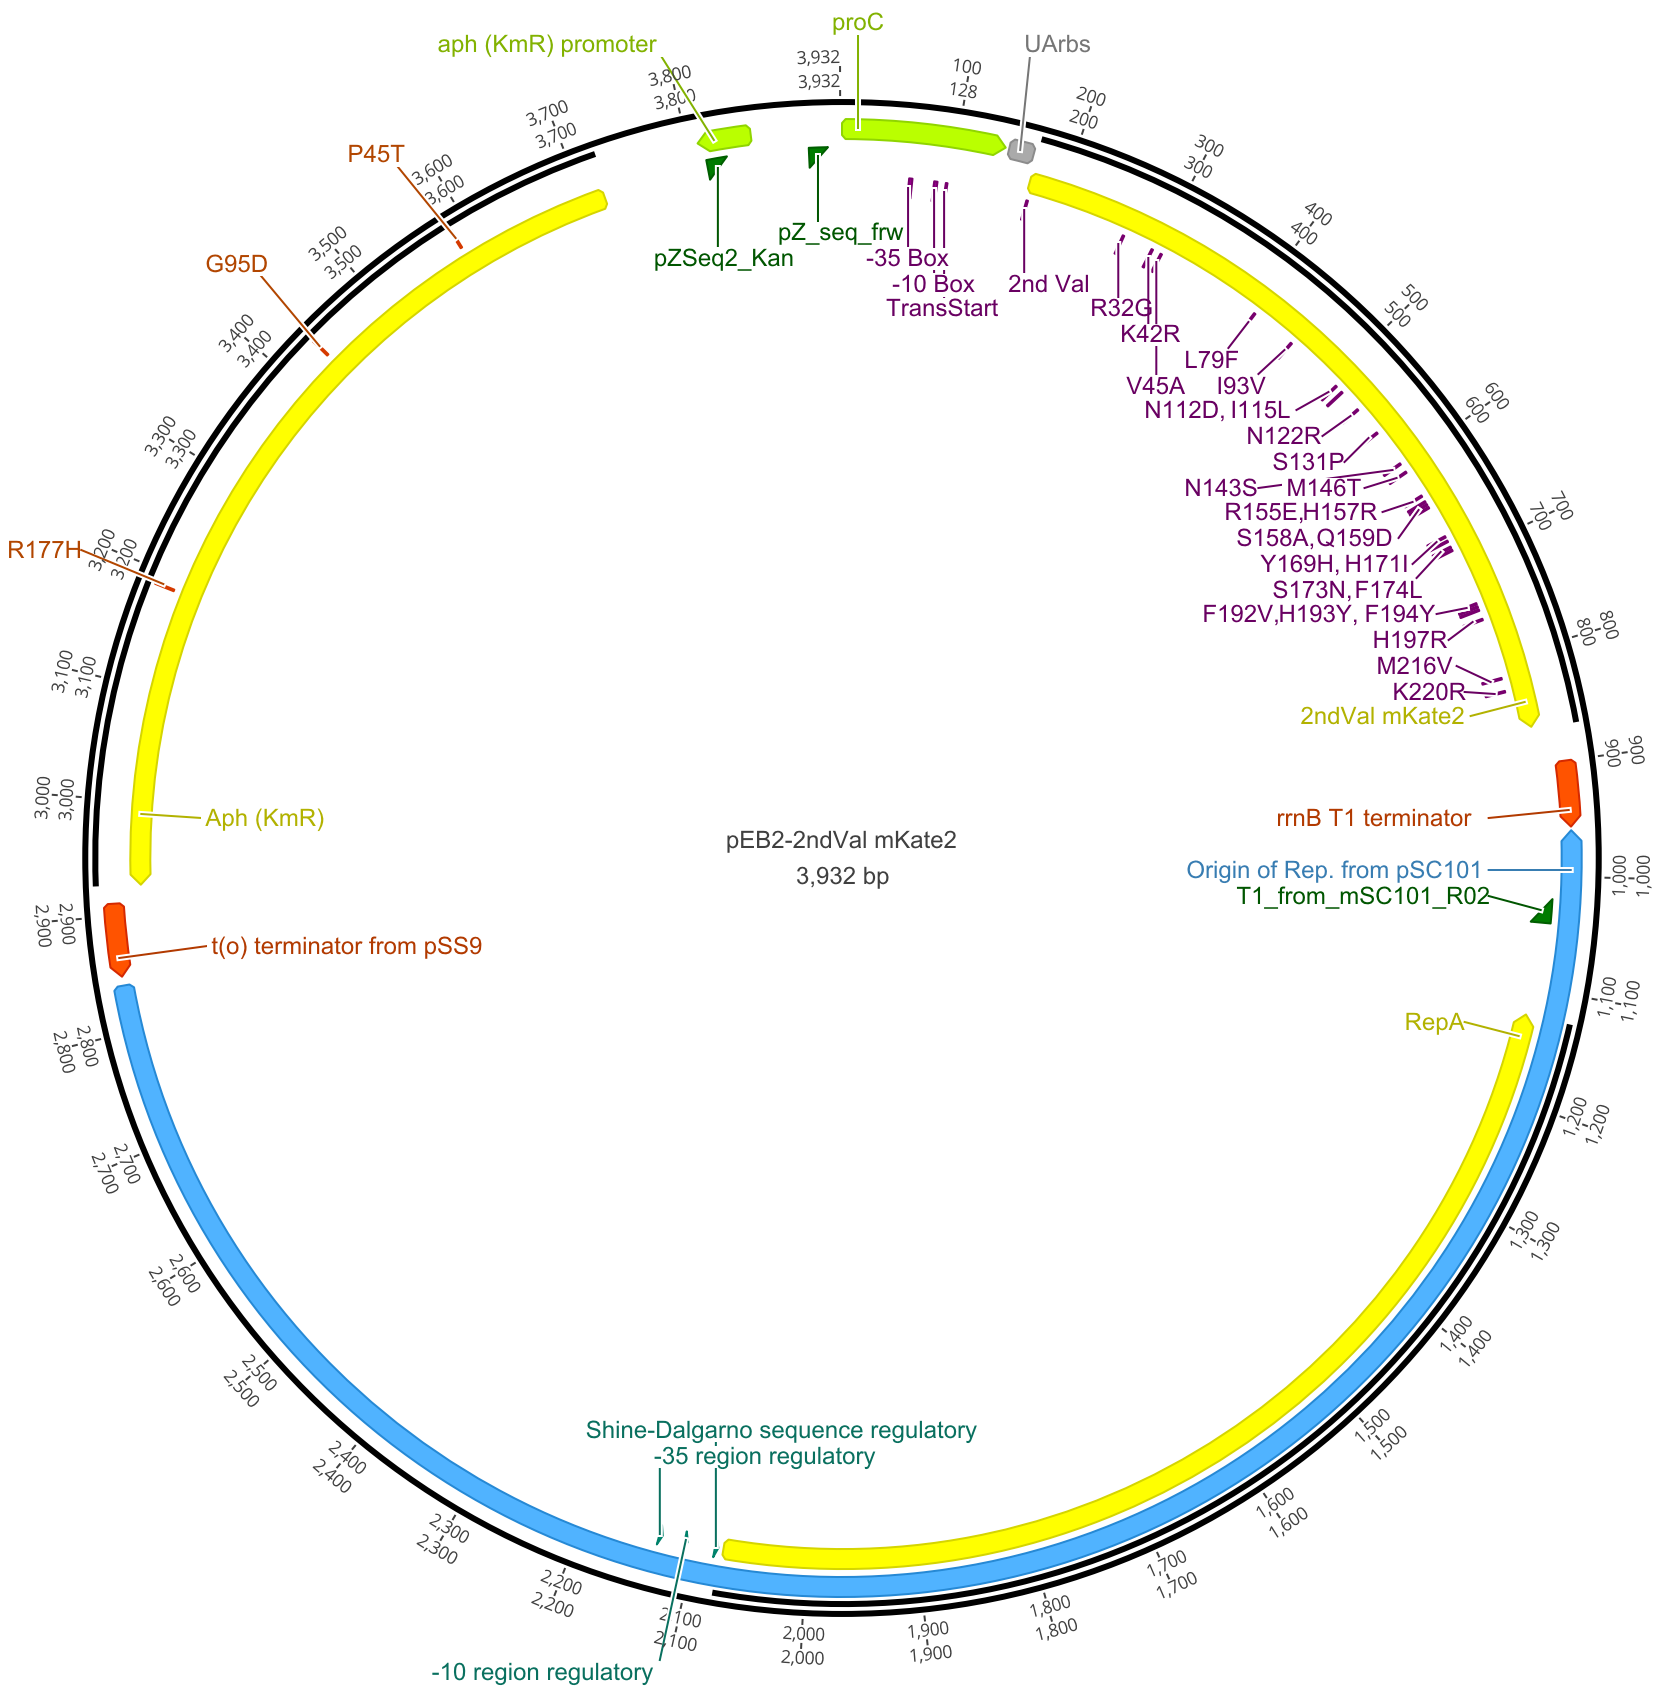 proC
aph (KmR) promoter
UArbs
3,932
3,932
100
128
200
200
300
300
400
400
500
500
600
600
700
700
800
800
900
900
1,000
1,000
1,100
1,100
1,200
1,200
1,300
1,300
1,400
1,400
1,500
1,500
1,600
1,600
1,700
1,700
1,800
1,800
1,900
1,900
2,000
2,000
2,100
2,100
2,200
2,200
2,300
2,300
2,400
2,400
2,500
2,500
2,600
2,600
2,700
2,700
2,800
2,800
2,900
2,900
3,000
3,000
3,100
3,100
3,200
3,200
3,300
3,300
3,400
3,400
3,500
3,500
3,600
3,600
3,700
3,700
3,800
3,800
P45T
G95D
R177H
pZ_seq_frw
pZSeq2_Kan
-35 Box
-10 Box
TransStart
2nd Val
R32G
K42R
L79F
V45A
I93V
N112D, I115L
N122R
S131P
N143S
M146T
R155E,H157R
S158A,Q159D
Y169H, H171I
S173N,F174L
F192V,H193Y, F194Y
H197R
M216V
K220R
2ndVal mKate2
rrnB T1 terminator
Aph (KmR)
pEB2-2ndVal mKate2
3,932 bp
Origin of Rep. from pSC101
T1_from_mSC101_R02
t(o) terminator from pSS9
RepA
Shine-Dalgarno sequence regulatory
-35 region regulatory
-10 region regulatory